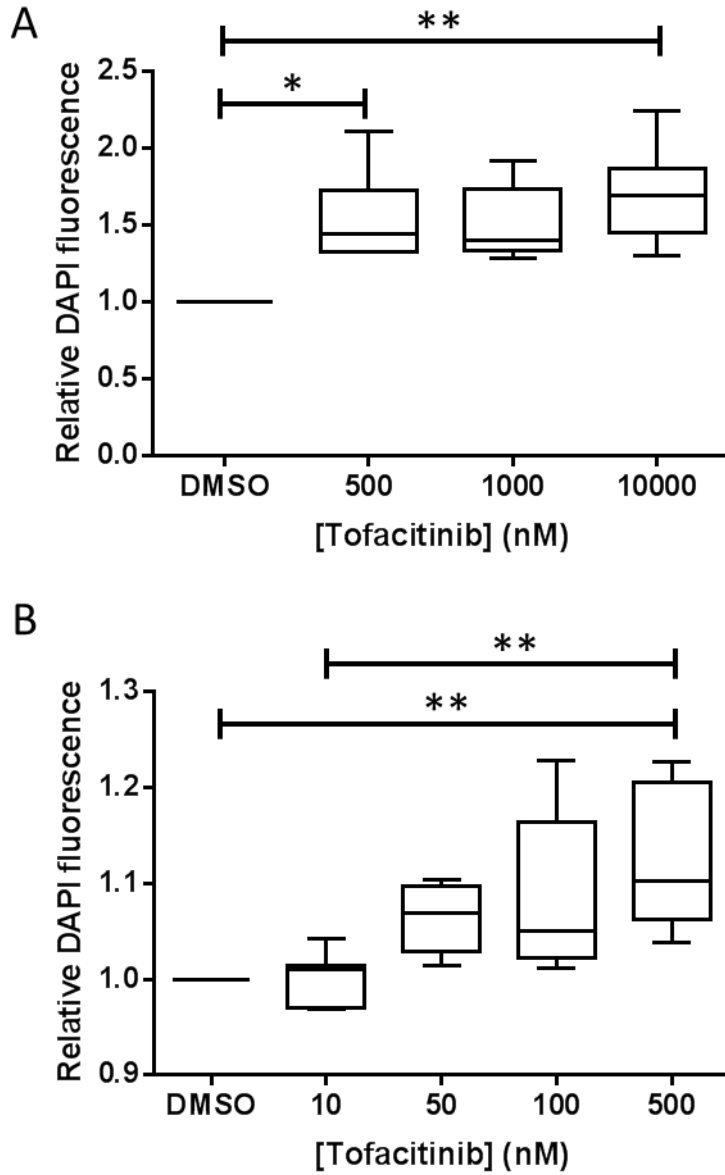 A
**
*
Relative DAPI fluorescence
2.5
2.0
1.5
1.0
0.5
0.0
DMSO 500 1000 10000
[Tofacitinib] (nM)
B
**
**
Relative DAPI fluorescence
1.3
1.2
1.1
1.0
0.9
DMSO 10 50 100 500
[Tofacitinib] (nM)